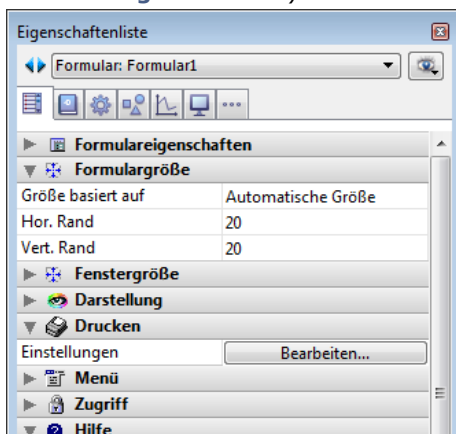 Eigenschaftenliste
Formular: Formular1
Formulareigenschaften
Formulargröße
Größe basiert auf Automatische Größe
Hor. Rand 20
Vert. Rand 20
Fenstergröße
Darstellung
Drucken
Einstellungen Bearbeiten...
Menü
Zugriff
Hilfe